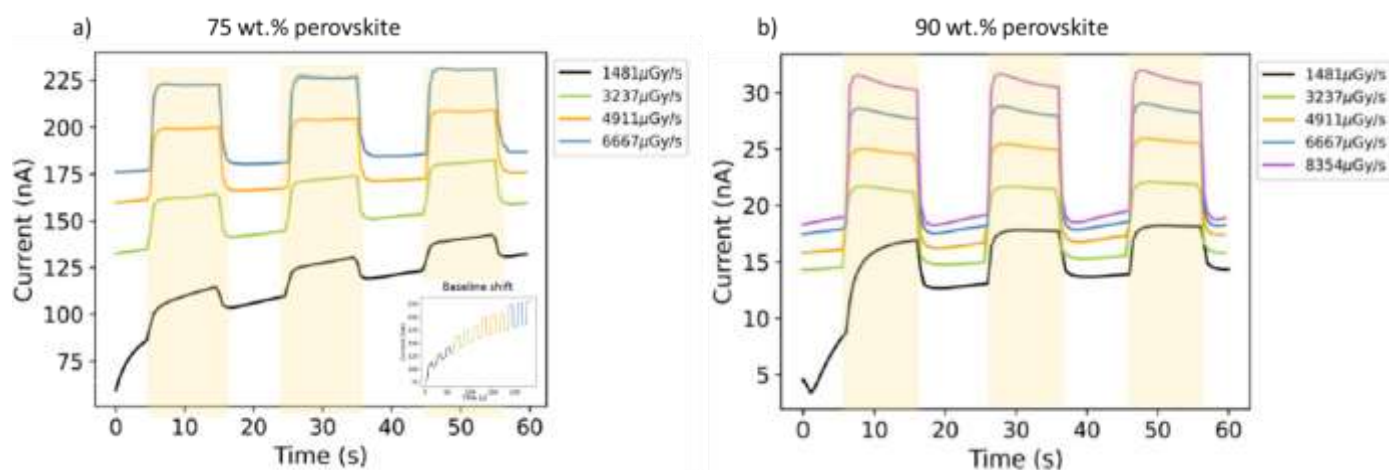 a) 75 wt.% perovskite
225
200
175
150
125
100
75
Current (nA)
0 10 20 30 40 50 60
Time (s)
1481μGy/s
3237μGy/s
4911μGy/s
6667μGy/s
Baseline shift
b) 90 wt.% perovskite
30
25
20
15
10
5
Current (nA)
0 10 20 30 40 50 60
Time (s)
1481μGy/s
3237μGy/s
4911μGy/s
6667μGy/s
8354μGy/s